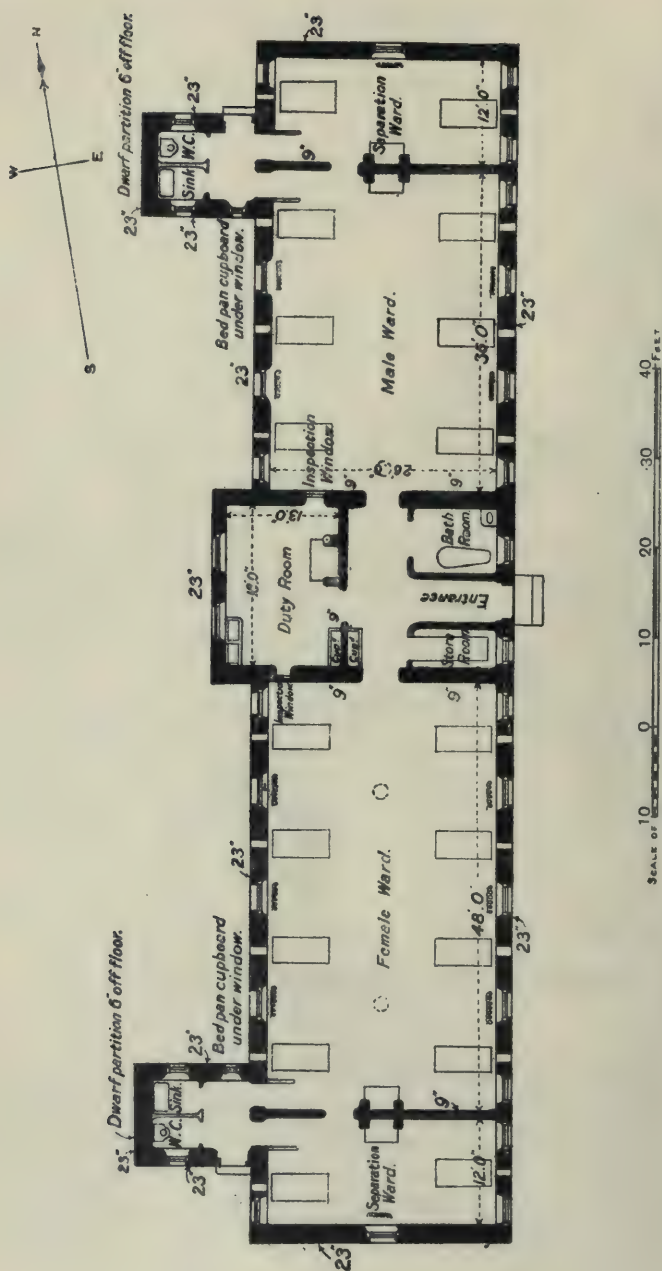 W
N
E
S
Dwarf partition 6" off floor.
23"
W.C.
Sink.
23"
23"
Bed pan cupboard
under window.
23"
Separation
Ward.
12'.0"
23"
Female Ward.
48'.0"
23"
9"
Inspection
Window
23"
Duty Room
13'.0"
Cup'd
Cup'd
9"
9"
9"
Store
Room
Entrance
Bath
Room.
Inspection
Window
9"
9"
23"
Male Ward.
36'.0"
23"
Bed pan cupboard
under window.
23"
23"
Dwarf partition 6" off floor.
Sink
W.C.
23"
9"
Separation
Ward.
12'.0"
23"
SCALE OF 10 0 10 20 30 40 FEET